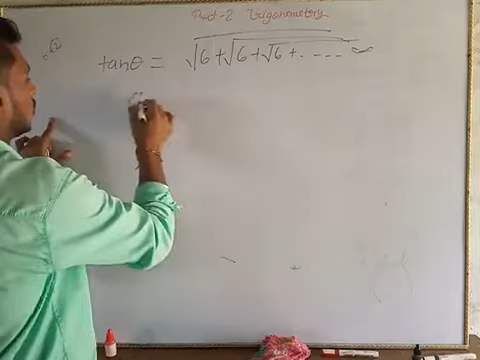 Part-2 Trigonometry
tanθ = √6+√6+√6+..... ∞